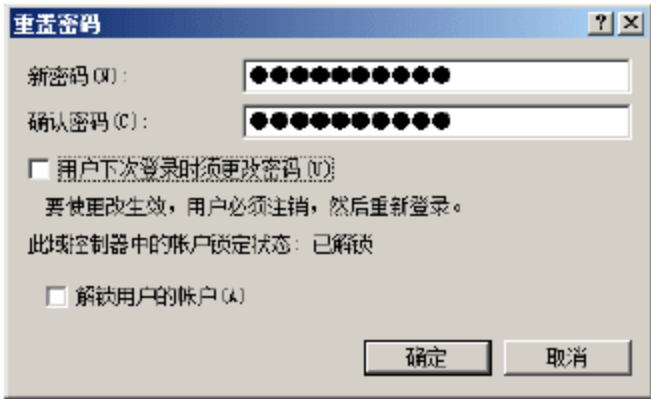 重置密码
新密码(N):
●●●●●●●●●●
确认密码(C):
●●●●●●●●●●
用户下次登录时须更改密码(U)
要使更改生效，用户必须注销，然后重新登录。
此域控制器中的帐户锁定状态: 已解锁
解锁用户的帐户(A)
确定
取消